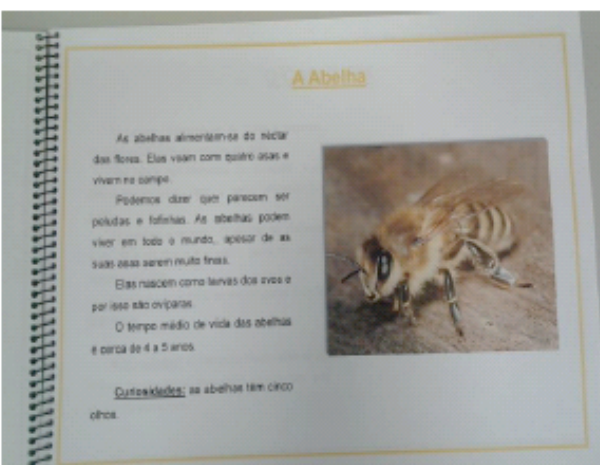 A Abelha
As abelhas alimentam-se do néctar
das flores. Elas voam com quatro asas e
vivem no campo.
Podemos dizer que parecem ser
peludas e fofinhas. As abelhas podem
viver em todo o mundo, apesar de as
suas asas serem muito finas.
Elas nascem como larvas dos ovos e
por isso são ovíparas.
O tempo médio de vida das abelhas
é cerca de 4 a 5 anos.
Curiosidades: as abelhas têm cinco
olhos.